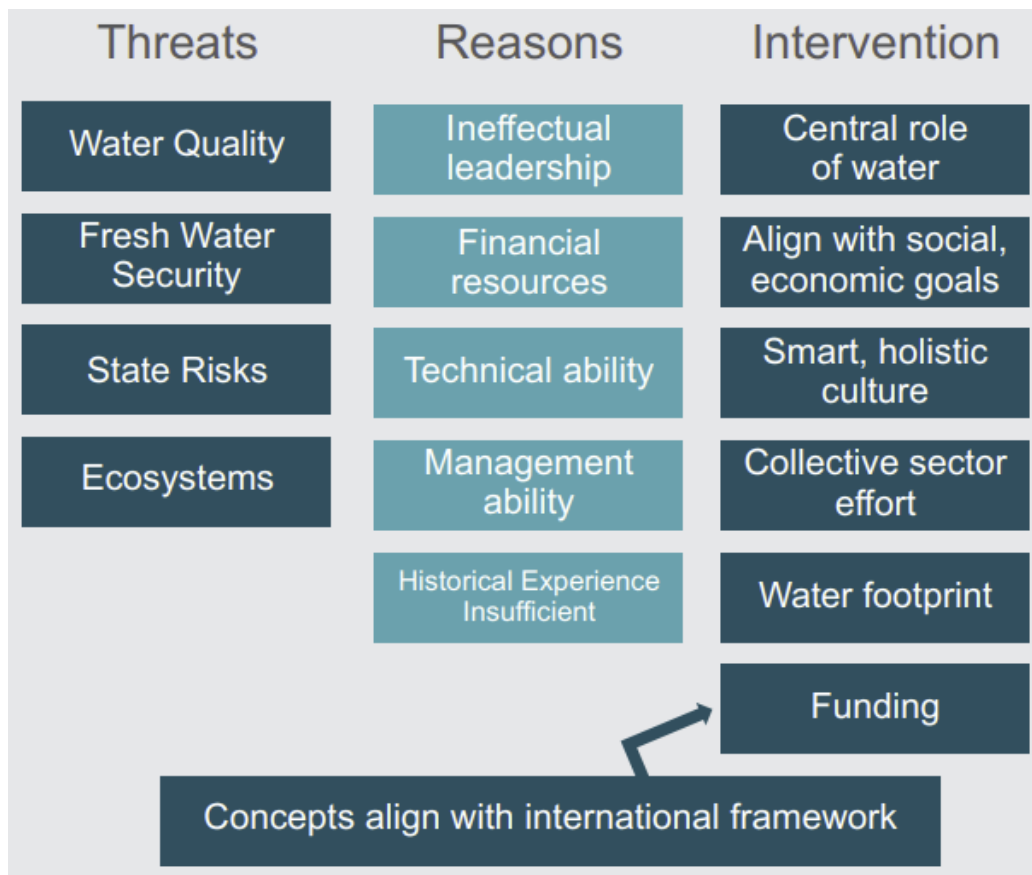 Threats
Water Quality
Fresh Water
Security
State Risks
Ecosystems
Reasons
Ineffectual
leadership
Financial
resources
Technical ability
Management
ability
Historical Experience
Insufficient
Intervention
Central role
of water
Align with social,
economic goals
Smart, holistic
culture
Collective sector
effort
Water footprint
Funding
Concepts align with international framework